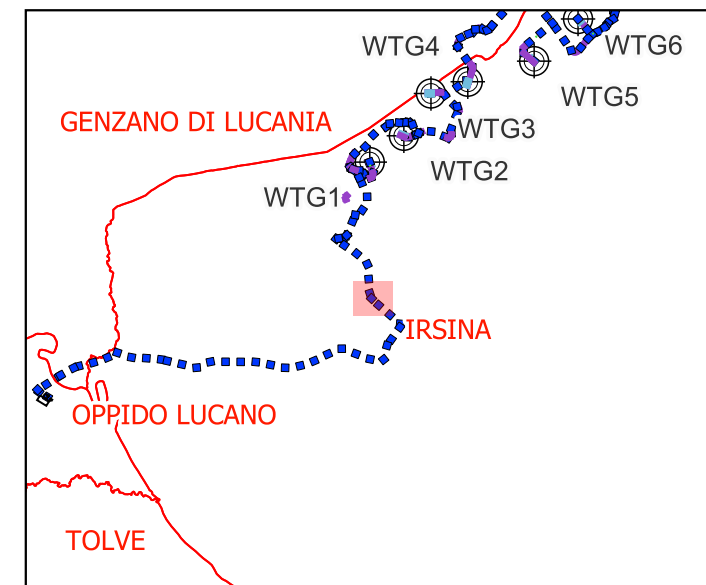 WTG4
WTG6
WTG5
GENZANO DI LUCANIA
WTG3
WTG2
WTG1
IRSINA
OPPIDO LUCANO
TOLVE